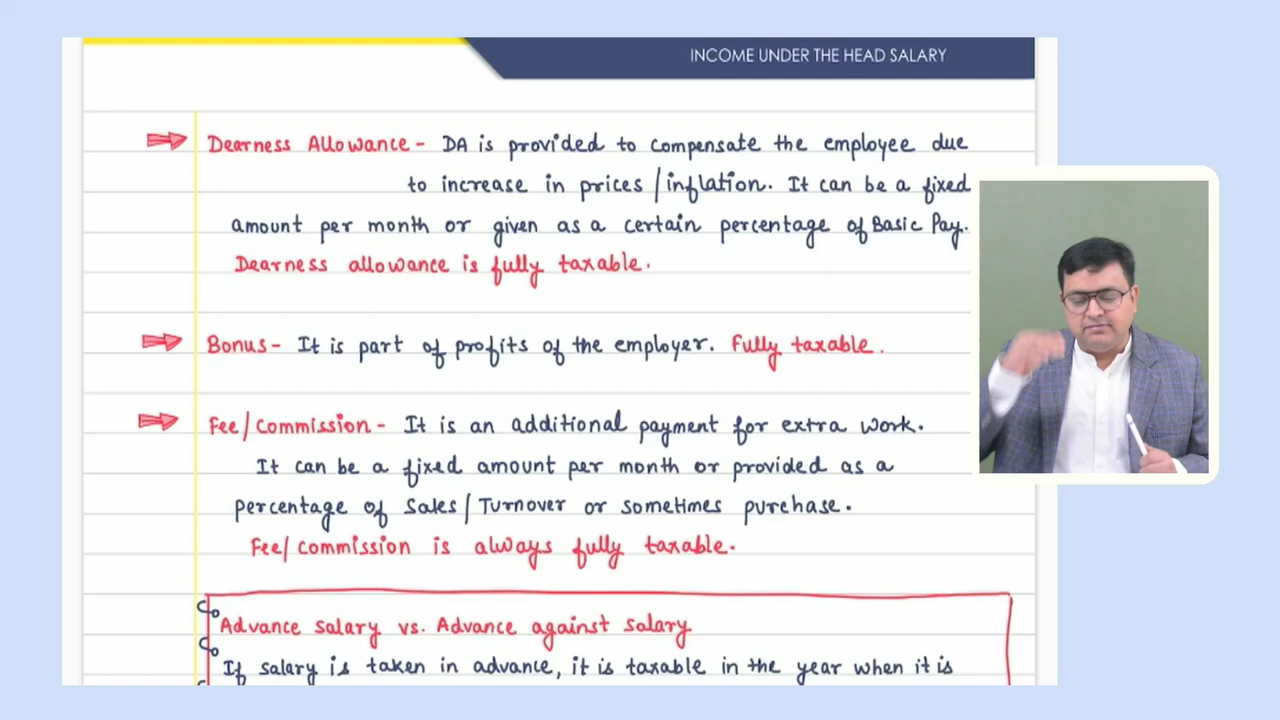 INCOME UNDER THE HEAD SALARY
Dearness Allowance - DA is provided to compensate the employee due
to increase in prices/inflation. It can be a fixed
amount per month or given as a certain percentage of Basic Pay.
Dearness allowance is fully taxable.
Bonus - It is part of profits of the employer. Fully taxable.
Fee/Commission - It is an additional payment for extra work.
It can be a fixed amount per month or provided as a
percentage of Sales/Turnover or sometimes purchase.
Fee/commission is always fully taxable.
Advance salary vs. Advance against salary
If salary is taken in advance, it is taxable in the year when it is